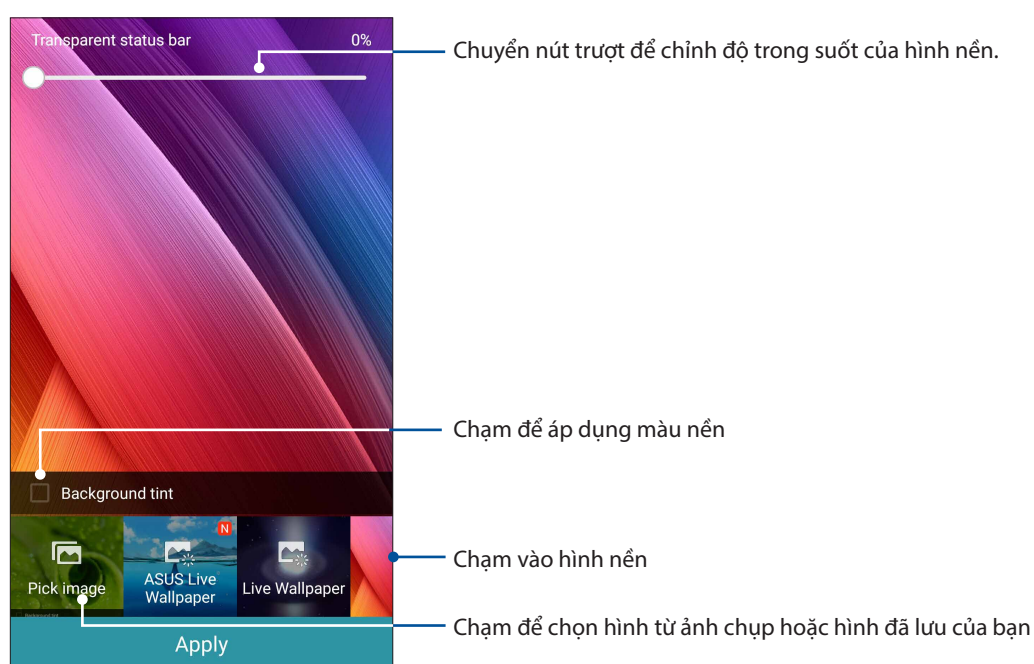 Transparent status bar 0%
Chuyển nút trượt để chỉnh độ trong suốt của hình nền.
Chạm để áp dụng màu nền
Background tint
N
Pick image
ASUS Live
Wallpaper
Live Wallpaper
Chạm vào hình nền
Chạm để chọn hình từ ảnh chụp hoặc hình đã lưu của bạn
Apply